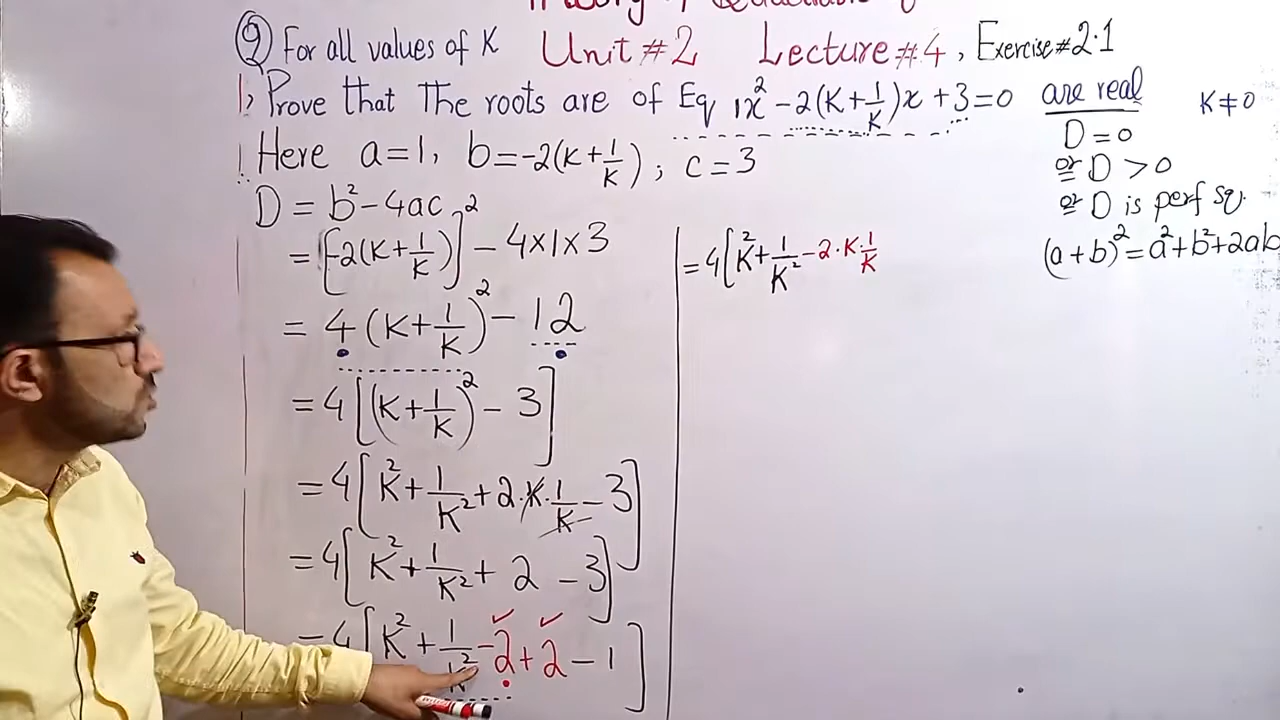 Theory of Quadratic
Q For all values of K Unit #2 Lecture #4, Exercise #2.1
1, Prove that The roots are of Eq 1x² -2(K+1/K)x +3=0 are real K≠0
D=0
Here a=1, b=-2(K+1/K); c=3
or D>0
D = b²-4ac
or D is perf sq.
= [-2(K+1/K)]² - 4x1x3
(a+b)²=a²+b²+2ab
= 4(K+1/K)² - 12
= 4[(K+1/K)² - 3]
= 4[K²+1/K²+2·K·1/K-3]
= 4[K²+1/K²+2-3]
= 4[K²+1/K²-2+2-1]
= 4[K²+1/K²-2·K·1/K